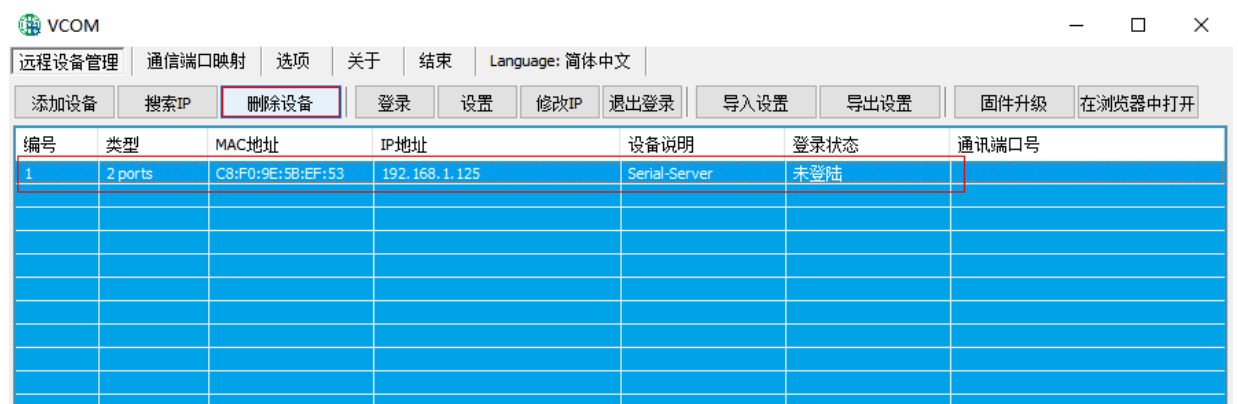 VCOM
远程设备管理 通信端口映射 选项 关于 结束 Language: 简体中文
添加设备 搜索IP 删除设备 登录 设置 修改IP 退出登录 导入设置 导出设置 固件升级 在浏览器中打开
编号 类型 MAC地址 IP地址 设备说明 登录状态 通讯端口号
1 2 ports C8:F0:9E:5B:EF:53 192.168.1.125 Serial-Server 未登陆